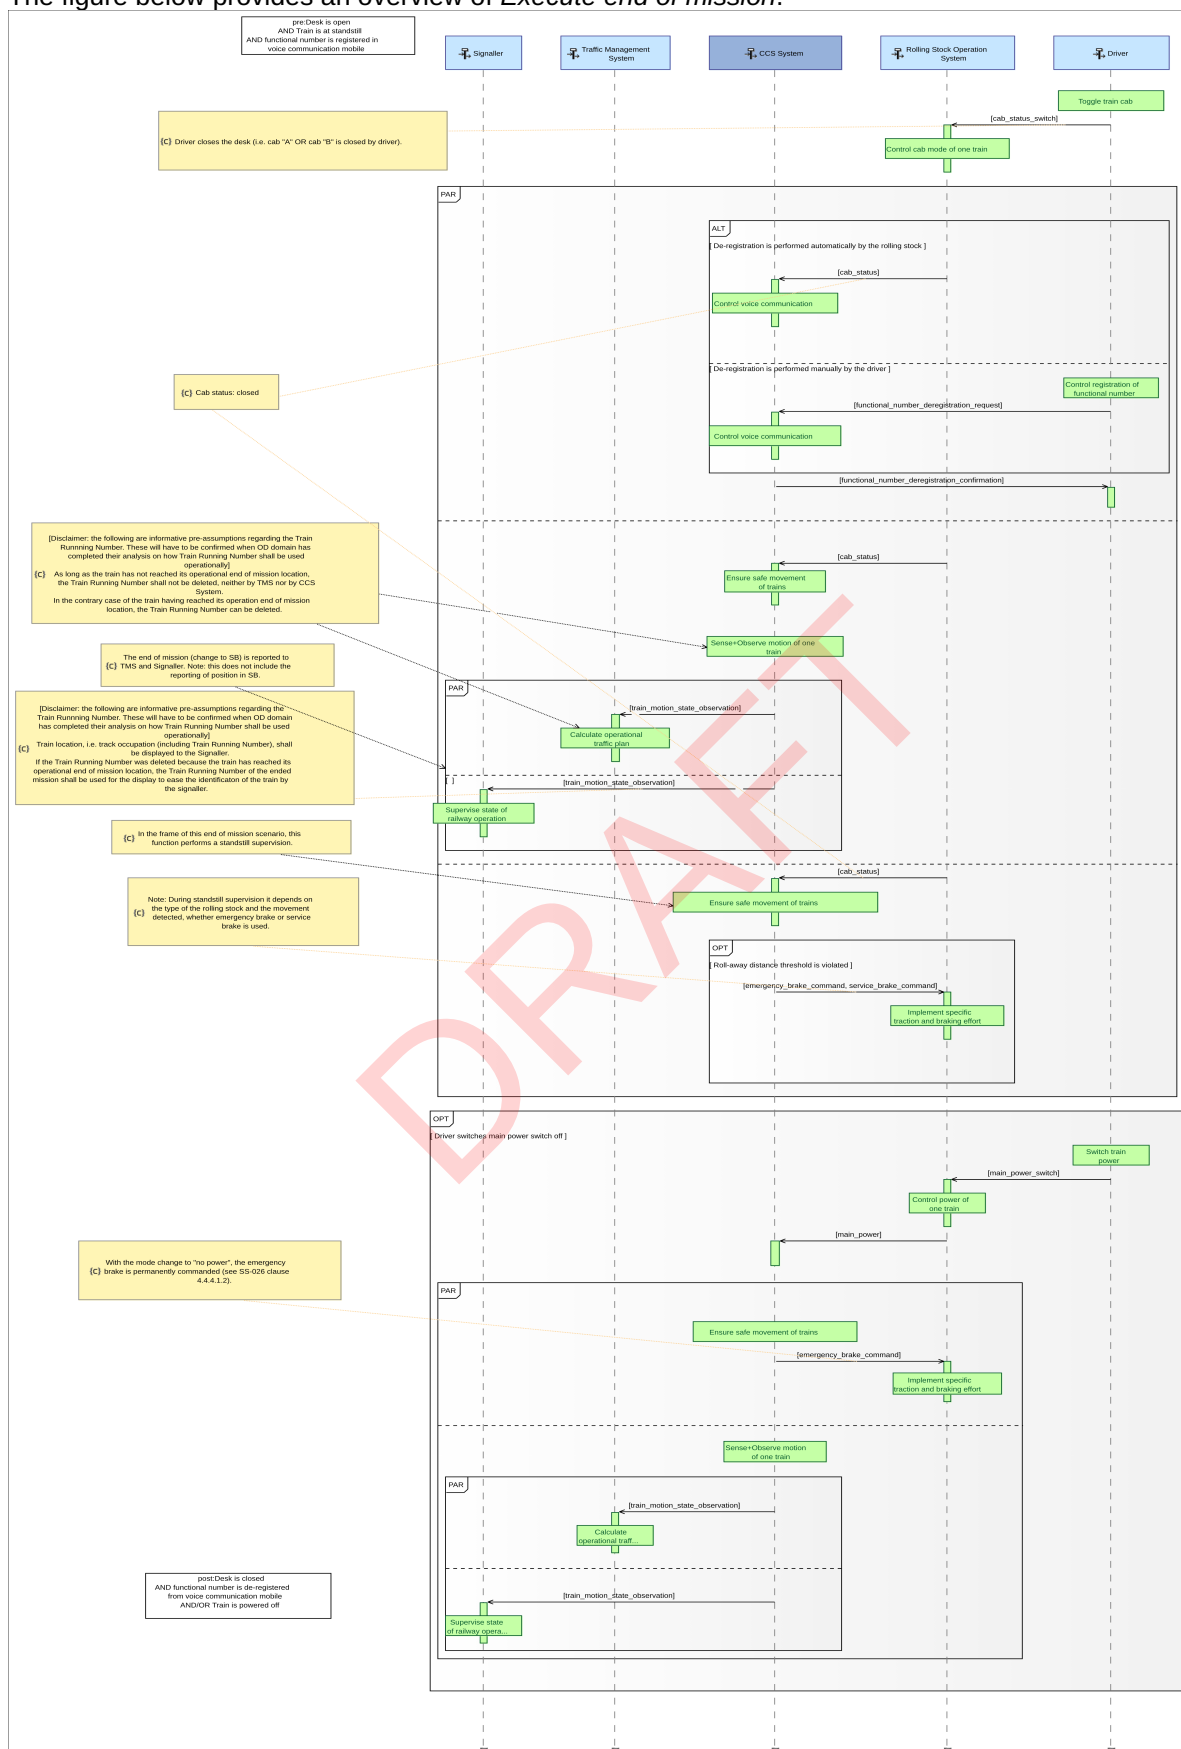 The figure below provides an overview of Execute end of mission.
pre:Desk is open
AND Train is at standstill
AND functional number is registered in
voice communication mobile
Signaller
Traffic Management
System
CCS System
Rolling Stock Operation
System
Driver
Toggle train cab
[cab_status_switch]
{C} Driver closes the desk (i.e. cab "A" OR cab "B" is closed by driver).
Control cab mode of one train
PAR
ALT
[ De-registration is performed automatically by the rolling stock ]
[cab_status]
Control voice communication
[ De-registration is performed manually by the driver ]
{C} Cab status: closed
Control registration of
functional number
[functional_number_deregistration_request]
Control voice communication
[functional_number_deregistration_confirmation]
[Disclaimer: the following are informative pre-assumptions regarding the Train
Runnning Number. These will have to be confirmed when OD domain has
completed their analysis on how Train Running Number shall be used
operationally]
{C} As long as the train has not reached its operational end of mission location,
the Train Running Number shall not be deleted, neither by TMS nor by CCS
System.
In the contrary case of the train having reached its operation end of mission
location, the Train Running Number can be deleted.
[cab_status]
Ensure safe movement
of trains
Sense+Observe motion of one
train
The end of mission (change to SB) is reported to
{C} TMS and Signaller. Note: this does not include the
reporting of position in SB.
PAR
[train_motion_state_observation]
Calculate operational
traffic plan
[Disclaimer: the following are informative pre-assumptions regarding the
Train Runnning Number. These will have to be confirmed when OD domain
has completed their analysis on how Train Running Number shall be used
operationally]
{C} Train location, i.e. track occupation (including Train Running Number), shall
be displayed to the Signaller.
If the Train Running Number was deleted because the train has reached its
operational end of mission location, the Train Running Number of the ended
mission shall be used for the display to ease the identificaton of the train by
the signaller.
[ ]
[train_motion_state_observation]
Supervise state of
railway operation
{C} In the frame of this end of mission scenario, this
function performs a standstill supervision.
[cab_status]
Ensure safe movement of trains
Note: During standstill supervision it depends on
{C} the type of the rolling stock and the movement
detected, whether emergency brake or service
brake is used.
OPT
[ Roll-away distance threshold is violated ]
[emergency_brake_command, service_brake_command]
Implement specific
traction and braking effort
DRAFT
OPT
[ Driver switches main power switch off ]
Switch train
power
[main_power_switch]
Control power of
one train
[main_power]
With the mode change to "no power", the emergency
{C} brake is permanently commanded (see SS-026 clause
4.4.4.1.2).
PAR
Ensure safe movement of trains
[emergency_brake_command]
Implement specific
traction and braking effort
Sense+Observe motion
of one train
PAR
[train_motion_state_observation]
Calculate
operational traff...
post:Desk is closed
AND functional number is de-registered
from voice communication mobile
AND/OR Train is powered off
[train_motion_state_observation]
Supervise state
of railway opera...